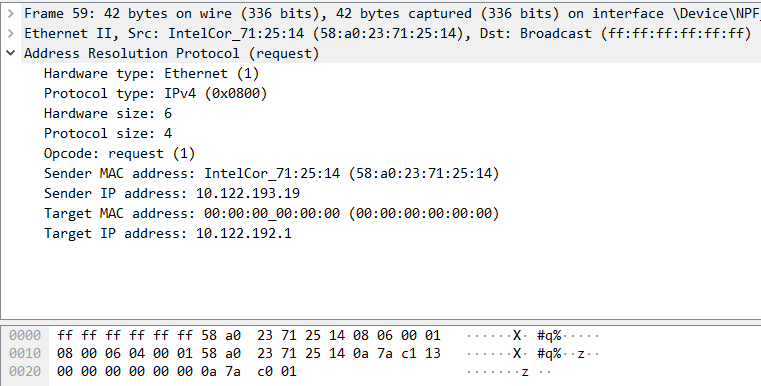 Frame 59: 42 bytes on wire (336 bits), 42 bytes captured (336 bits) on interface \Device\NPF_
Ethernet II, Src: IntelCor_71:25:14 (58:a0:23:71:25:14), Dst: Broadcast (ff:ff:ff:ff:ff:ff)
Address Resolution Protocol (request)
Hardware type: Ethernet (1)
Protocol type: IPv4 (0x0800)
Hardware size: 6
Protocol size: 4
Opcode: request (1)
Sender MAC address: IntelCor_71:25:14 (58:a0:23:71:25:14)
Sender IP address: 10.122.193.19
Target MAC address: 00:00:00_00:00:00 (00:00:00:00:00:00)
Target IP address: 10.122.192.1
0000 ff ff ff ff ff ff 58 a0 23 71 25 14 08 06 00 01 ······X· #q%·····
0010 08 00 06 04 00 01 58 a0 23 71 25 14 0a 7a c1 13 ······X· #q%··z··
0020 00 00 00 00 00 00 0a 7a c0 01 ·······z ··